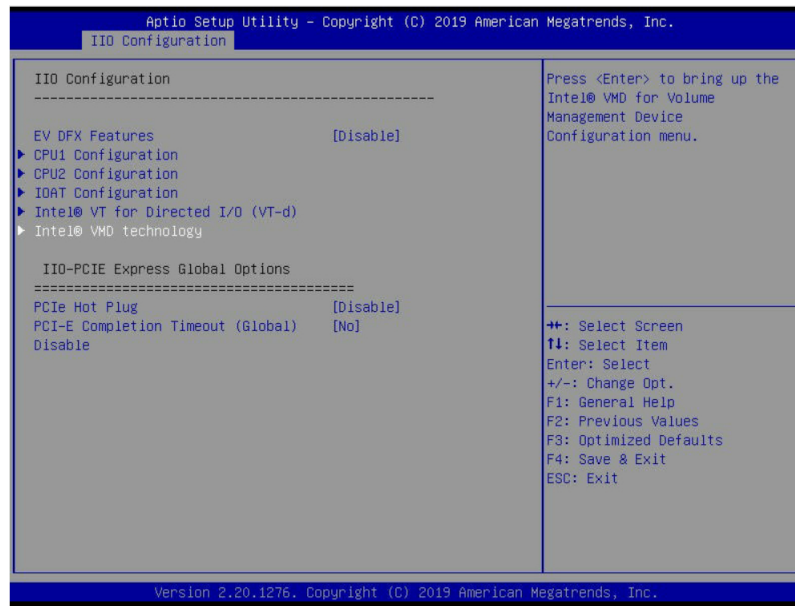 Aptio Setup Utility – Copyright (C) 2019 American Megatrends, Inc.
IIO Configuration
IIO Configuration
--------------------------------------------------
EV DFX Features [Disable]
▶ CPU1 Configuration
▶ CPU2 Configuration
▶ IOAT Configuration
▶ Intel® VT for Directed I/O (VT-d)
▶ Intel® VMD technology
IIO-PCIE Express Global Options
========================================
PCIe Hot Plug [Disable]
PCI-E Completion Timeout (Global) [No]
Disable
Press <Enter> to bring up the
Intel® VMD for Volume
Management Device
Configuration menu.
→←: Select Screen
↑↓: Select Item
Enter: Select
+/-: Change Opt.
F1: General Help
F2: Previous Values
F3: Optimized Defaults
F4: Save & Exit
ESC: Exit
Version 2.20.1276. Copyright (C) 2019 American Megatrends, Inc.